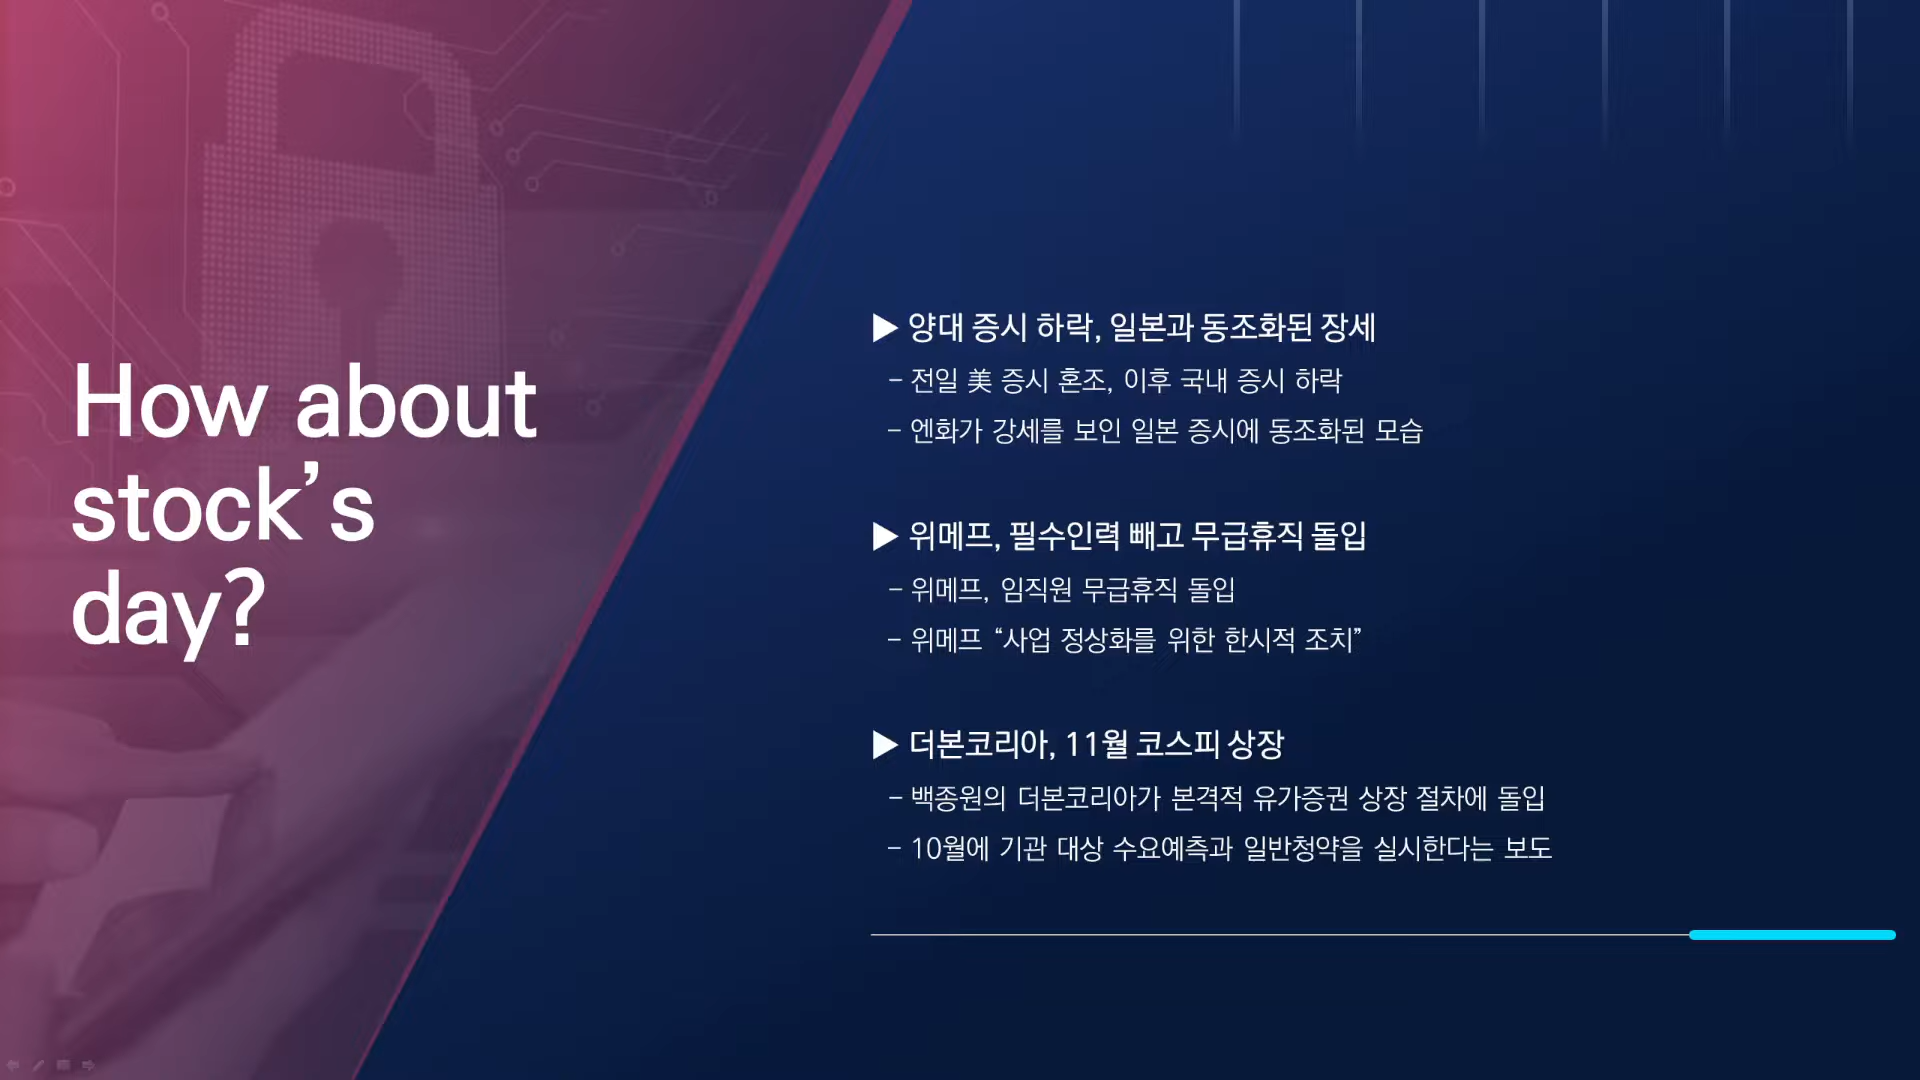 How about
stock’s
day?
▶ 양대 증시 하락, 일본과 동조화된 장세
– 전일 美 증시 혼조, 이후 국내 증시 하락
– 엔화가 강세를 보인 일본 증시에 동조화된 모습
▶ 위메프, 필수인력 빼고 무급휴직 돌입
– 위메프, 임직원 무급휴직 돌입
– 위메프 “사업 정상화를 위한 한시적 조치”
▶ 더본코리아, 11월 코스피 상장
– 백종원의 더본코리아가 본격적 유가증권 상장 절차에 돌입
– 10월에 기관 대상 수요예측과 일반청약을 실시한다는 보도